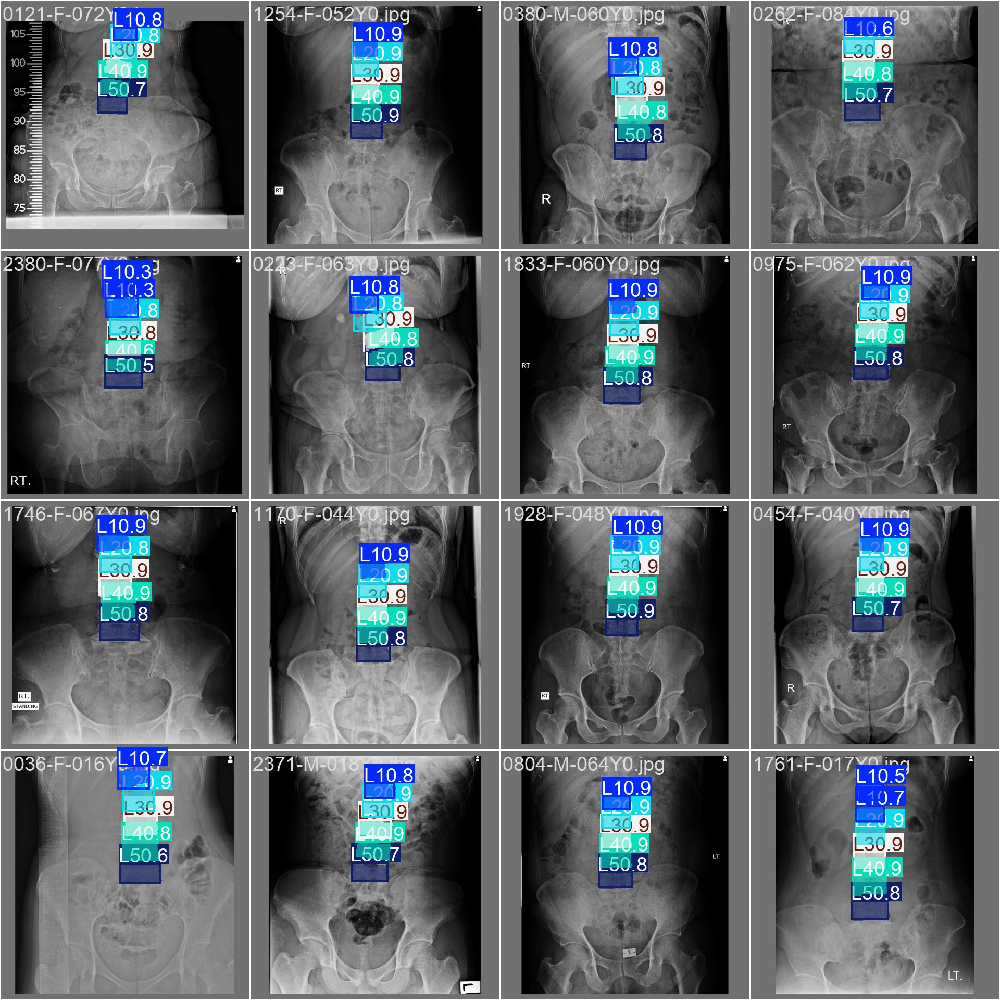 0121-F-072Y0.jpg
L10.8
L20.8
L30.9
L40.9
L50.7
105
100
95
90
85
80
75
1254-F-052Y0.jpg
L10.9
L20.9
L30.9
L40.9
L50.9
RT
0380-M-060Y0.jpg
L10.8
L20.8
L30.9
L40.8
L50.8
R
0262-F-084Y0.jpg
R
L10.6
L30.9
L40.8
L50.7
2380-F-077Y0.jpg
L10.3
L10.3
L20.8
L30.8
L40.6
L50.5
RT.
0223-F-063Y0.jpg
R
L10.8
L20.8
L30.9
L40.8
L50.8
1833-F-060Y0.jpg
L10.9
L20.9
L30.9
L40.9
L50.8
RT
0975-F-062Y0.jpg
L10.9
L20.9
L30.9
L40.9
L50.8
RT
1746-F-067Y0.jpg
L10.9
L20.8
L30.9
L40.9
L50.8
RT.
STANDING
1170-F-044Y0.jpg
R
L10.9
L20.9
L30.9
L40.9
L50.8
1928-F-048Y0.jpg
L10.9
L20.9
L30.9
L40.9
L50.9
RT
0454-F-040Y0.jpg
L10.9
L20.9
L30.9
L40.9
L50.7
R
0036-F-016Y0.jpg
L10.7
L20.9
L30.9
L40.8
L50.6
2371-M-018
L10.8
L20.9
L30.9
L40.9
L50.7
L
0804-M-064Y0.jpg
L10.9
L20.9
L30.9
L40.9
L50.8
LT
1761-F-017Y0.jpg
L10.5
L10.7
L20.9
L30.9
L40.9
L50.8
LT.